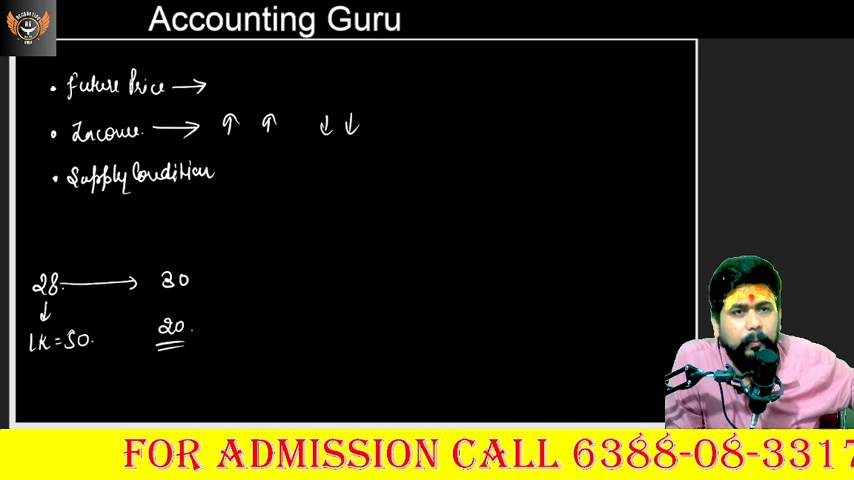 Accounting Guru
• Future Price →
• Income. → ↑ ↑ ↓ ↓
• Supply Condition
28. → 30
↓
1K = 50. 20.
FOR ADMISSION CALL 6388-08-3317